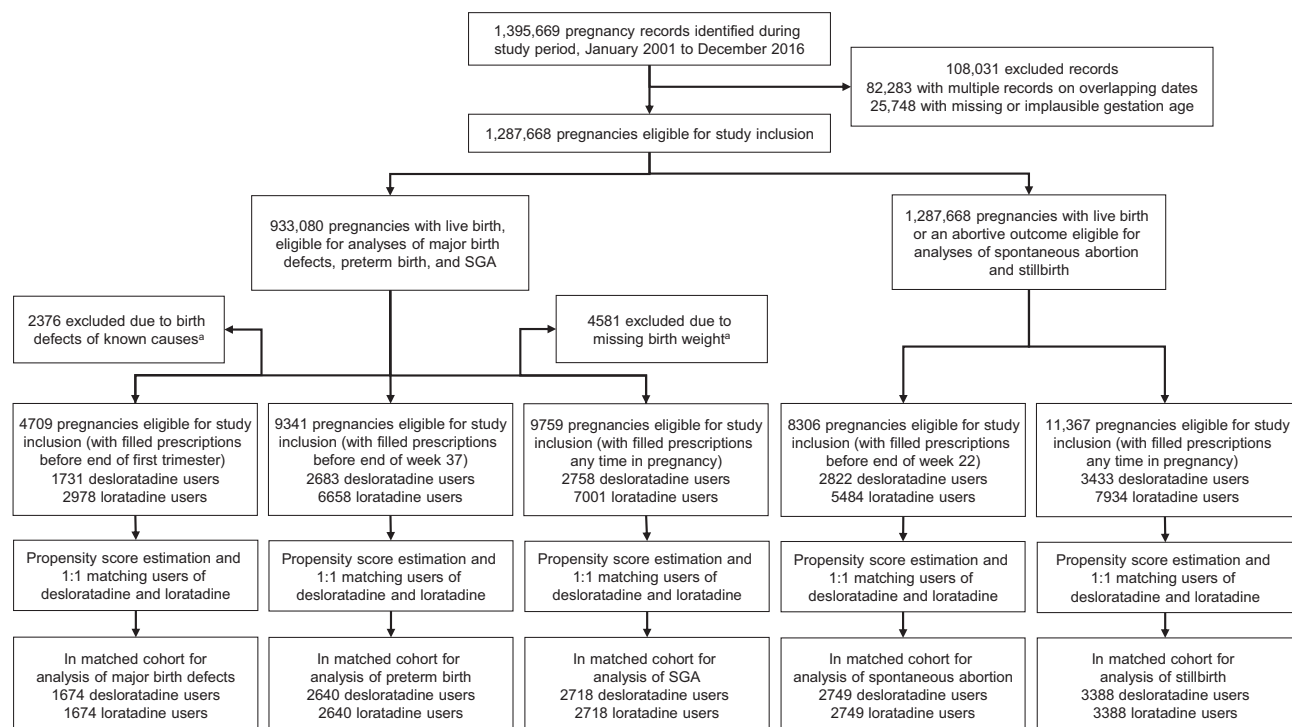 1,395,669 pregnancy records identified during
study period, January 2001 to December 2016
108,031 excluded records
82,283 with multiple records on overlapping dates
25,748 with missing or implausible gestation age
1,287,668 pregnancies eligible for study inclusion
933,080 pregnancies with live birth,
eligible for analyses of major birth
defects, preterm birth, and SGA
1,287,668 pregnancies with live birth
or an abortive outcome eligible for
analyses of spontaneous abortion
and stillbirth
2376 excluded due to birth
defects of known causesᵃ
4581 excluded due to
missing birth weightᵃ
4709 pregnancies eligible for study
inclusion (with filled prescriptions
before end of first trimester)
1731 desloratadine users
2978 loratadine users
9341 pregnancies eligible for study
inclusion (with filled prescriptions
before end of week 37)
2683 desloratadine users
6658 loratadine users
9759 pregnancies eligible for study
inclusion (with filled prescriptions
any time in pregnancy)
2758 desloratadine users
7001 loratadine users
8306 pregnancies eligible for study
inclusion (with filled prescriptions
before end of week 22)
2822 desloratadine users
5484 loratadine users
11,367 pregnancies eligible for study
inclusion (with filled prescriptions
any time in pregnancy)
3433 desloratadine users
7934 loratadine users
Propensity score estimation and
1:1 matching users of
desloratadine and loratadine
Propensity score estimation and
1:1 matching users of
desloratadine and loratadine
Propensity score estimation and
1:1 matching users of
desloratadine and loratadine
Propensity score estimation and
1:1 matching users of
desloratadine and loratadine
Propensity score estimation and
1:1 matching users of
desloratadine and loratadine
In matched cohort for
analysis of major birth defects
1674 desloratadine users
1674 loratadine users
In matched cohort for
analysis of preterm birth
2640 desloratadine users
2640 loratadine users
In matched cohort for
analysis of SGA
2718 desloratadine users
2718 loratadine users
In matched cohort for
analysis of spontaneous abortion
2749 desloratadine users
2749 loratadine users
In matched cohort for
analysis of stillbirth
3388 desloratadine users
3388 loratadine users